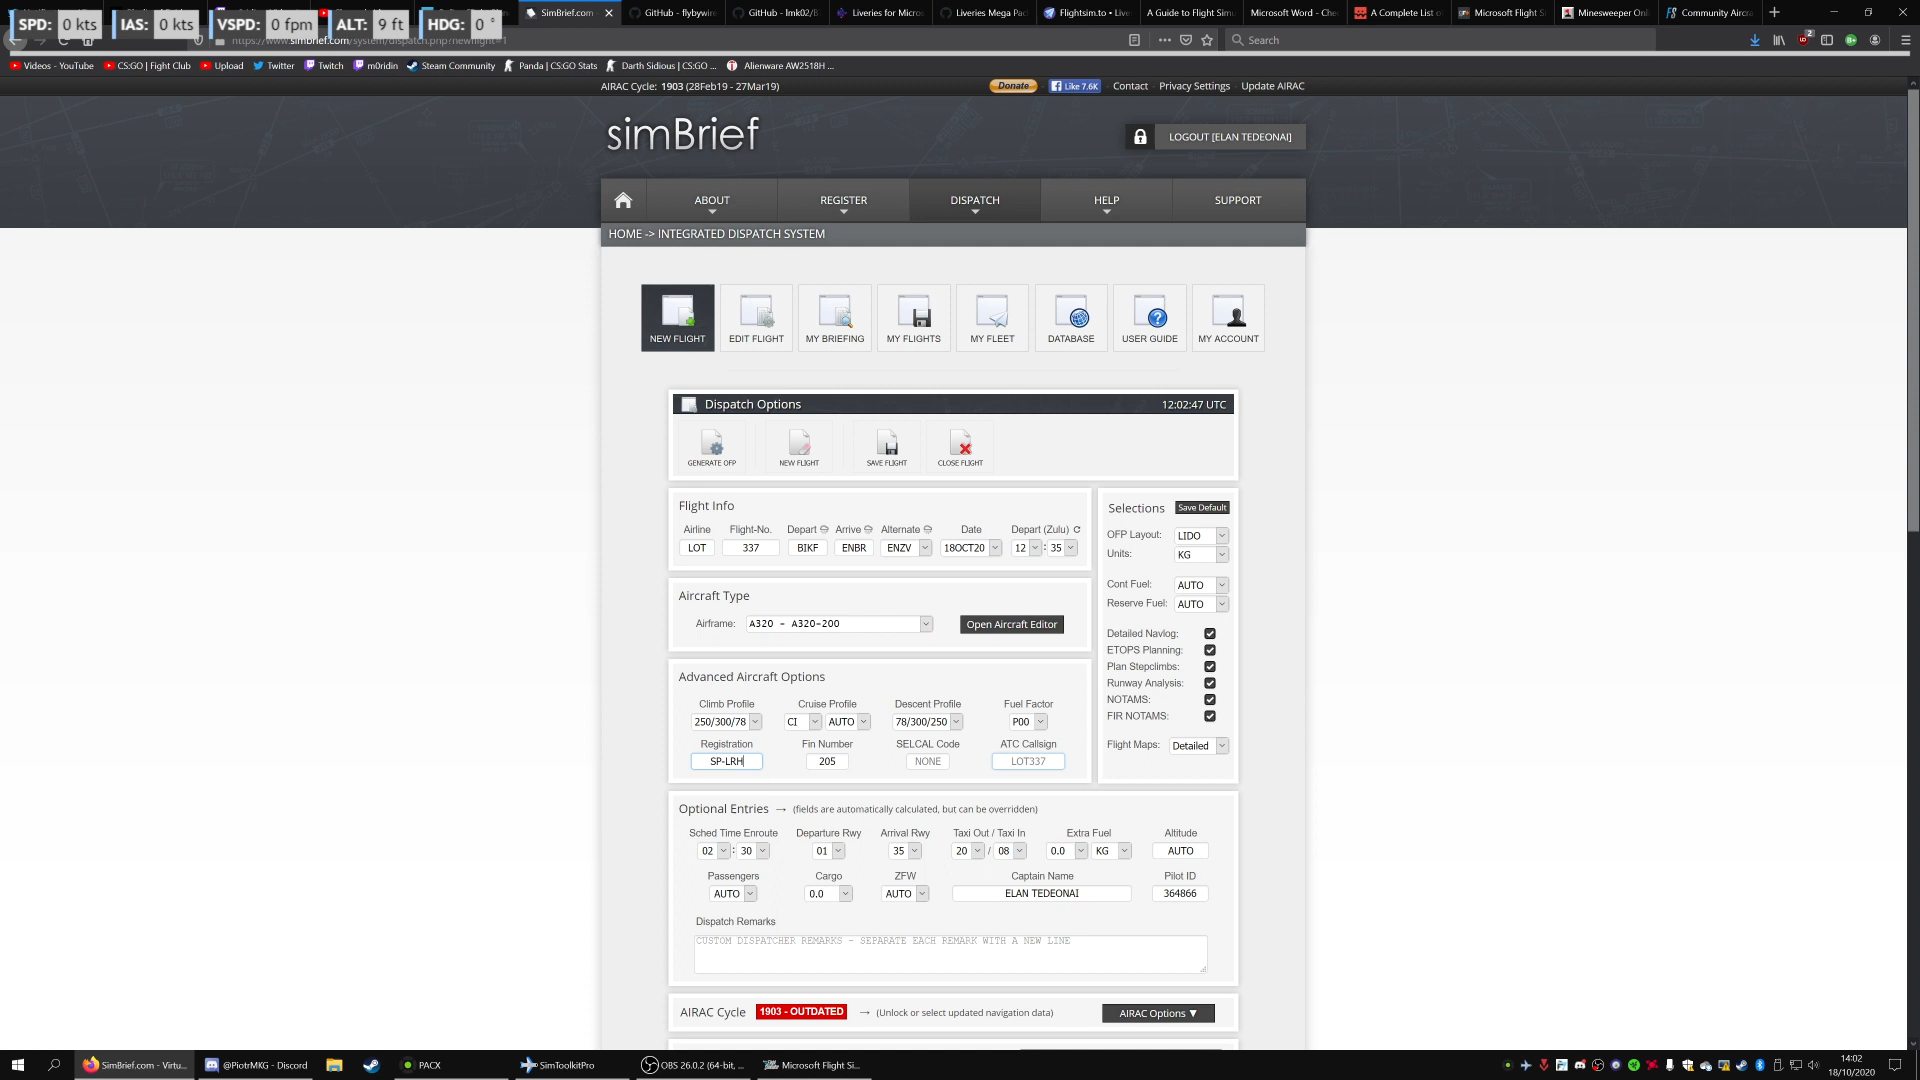 SPD: 0 kts IAS: 0 kts VSPD: 0 fpm ALT: 9 ft HDG: 0 °
SimBrief.com
GitHub - flybywire
GitHub - lmk02/B
Liveries for Micros
Liveries Mega Pac
Flightsim.to • Live
A Guide to Flight Simu
Microsoft Word - Che
A Complete List of
Microsoft Flight S
Minesweeper Onl
Community Aircra
https://www.simbrief.com/system/dispatch.php?newflight=1
Search
Videos - YouTube CS:GO | Fight Club Upload Twitter Twitch m0ridin Steam Community Panda | CS:GO Stats Darth Sidious | CS:GO ... Alienware AW2518H ...
AIRAC Cycle: 1903 (28Feb19 - 27Mar19)
Donate Like 7.6K Contact Privacy Settings Update AIRAC
simBrief
LOGOUT [ELAN TEDEONAI]
ABOUT REGISTER DISPATCH HELP SUPPORT
HOME -> INTEGRATED DISPATCH SYSTEM
NEW FLIGHT EDIT FLIGHT MY BRIEFING MY FLIGHTS MY FLEET DATABASE USER GUIDE MY ACCOUNT
Dispatch Options 12:02:47 UTC
GENERATE OFP NEW FLIGHT SAVE FLIGHT CLOSE FLIGHT
Flight Info
Airline Flight-No. Depart Arrive Alternate Date Depart (Zulu)
LOT 337 BIKF ENBR ENZV 18OCT20 12 : 35
Aircraft Type
Airframe: A320 - A320-200 Open Aircraft Editor
Advanced Aircraft Options
Climb Profile Cruise Profile Descent Profile Fuel Factor
250/300/78 CI AUTO 78/300/250 P00
Registration Fin Number SELCAL Code ATC Callsign
SP-LRH 205 NONE LOT337
Selections Save Default
OFP Layout: LIDO
Units: KG
Cont Fuel: AUTO
Reserve Fuel: AUTO
Detailed Navlog:
ETOPS Planning:
Plan Stepclimbs:
Runway Analysis:
NOTAMS:
FIR NOTAMS:
Flight Maps: Detailed
Optional Entries → (fields are automatically calculated, but can be overridden)
Sched Time Enroute Departure Rwy Arrival Rwy Taxi Out / Taxi In Extra Fuel Altitude
02 : 30 01 35 20 / 08 0.0 KG AUTO
Passengers Cargo ZFW Captain Name Pilot ID
AUTO 0.0 AUTO ELAN TEDEONAI 364866
Dispatch Remarks
CUSTOM DISPATCHER REMARKS - SEPARATE EACH REMARK WITH A NEW LINE
AIRAC Cycle 1903 - OUTDATED → (Unlock or select updated navigation data) AIRAC Options ▼
SimBrief.com - Virtu... @PiotrMKG - Discord PACX SimToolkitPro OBS 26.0.2 (64-bit, ... Microsoft Flight Si...
14:02
18/10/2020